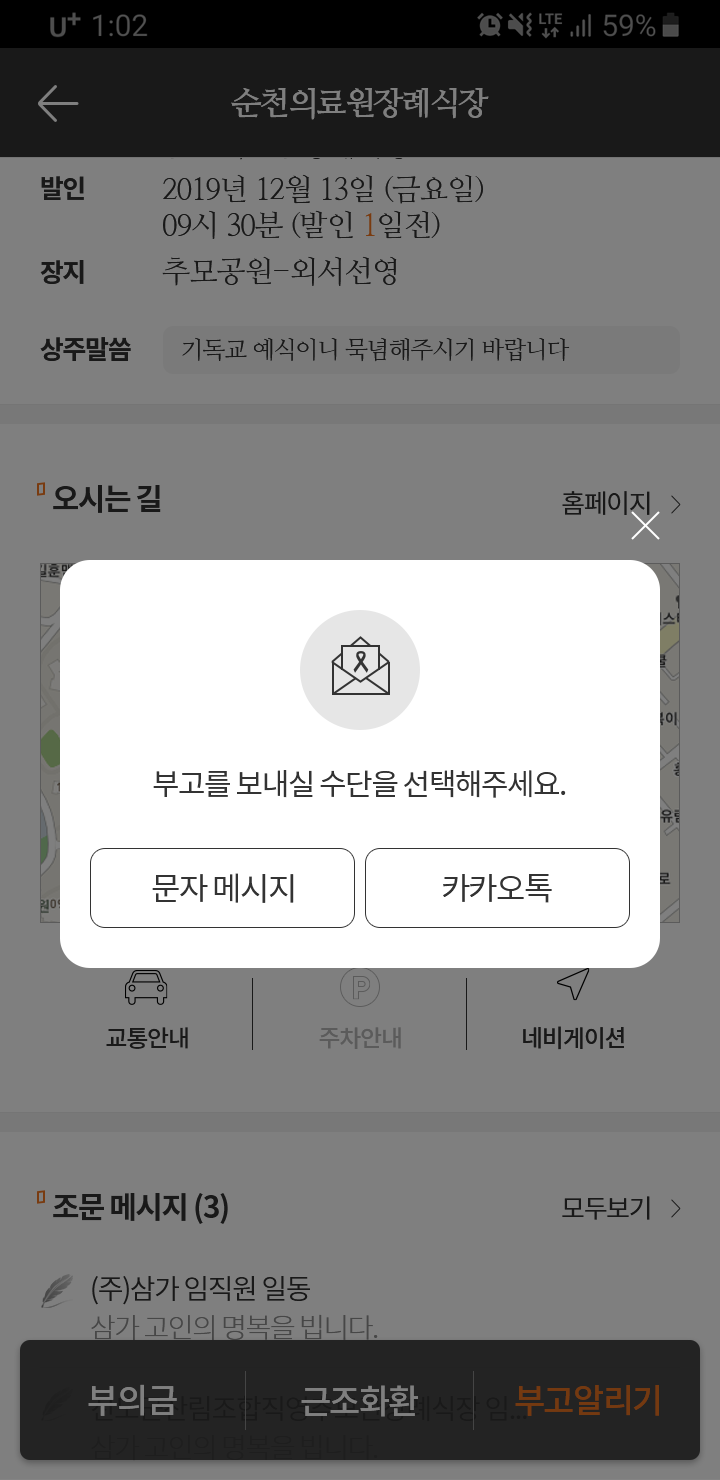 U+ 1:02 LTE 59%
순천의료원장례식장
발인 2019년 12월 13일 (금요일)
09시 30분 (발인 1일전)
장지 추모공원-외서선영
상주말씀 기독교 예식이니 묵념해주시기 바랍니다
오시는 길 홈페이지
부고를 보내실 수단을 선택해주세요.
문자 메시지 카카오톡
교통안내 주차안내 네비게이션
조문 메시지 (3) 모두보기
(주)삼가 임직원 일동
삼가 고인의 명복을 빕니다.
부의금 근조화환 부고알리기
삼가 고인의 명복을 빕니다.